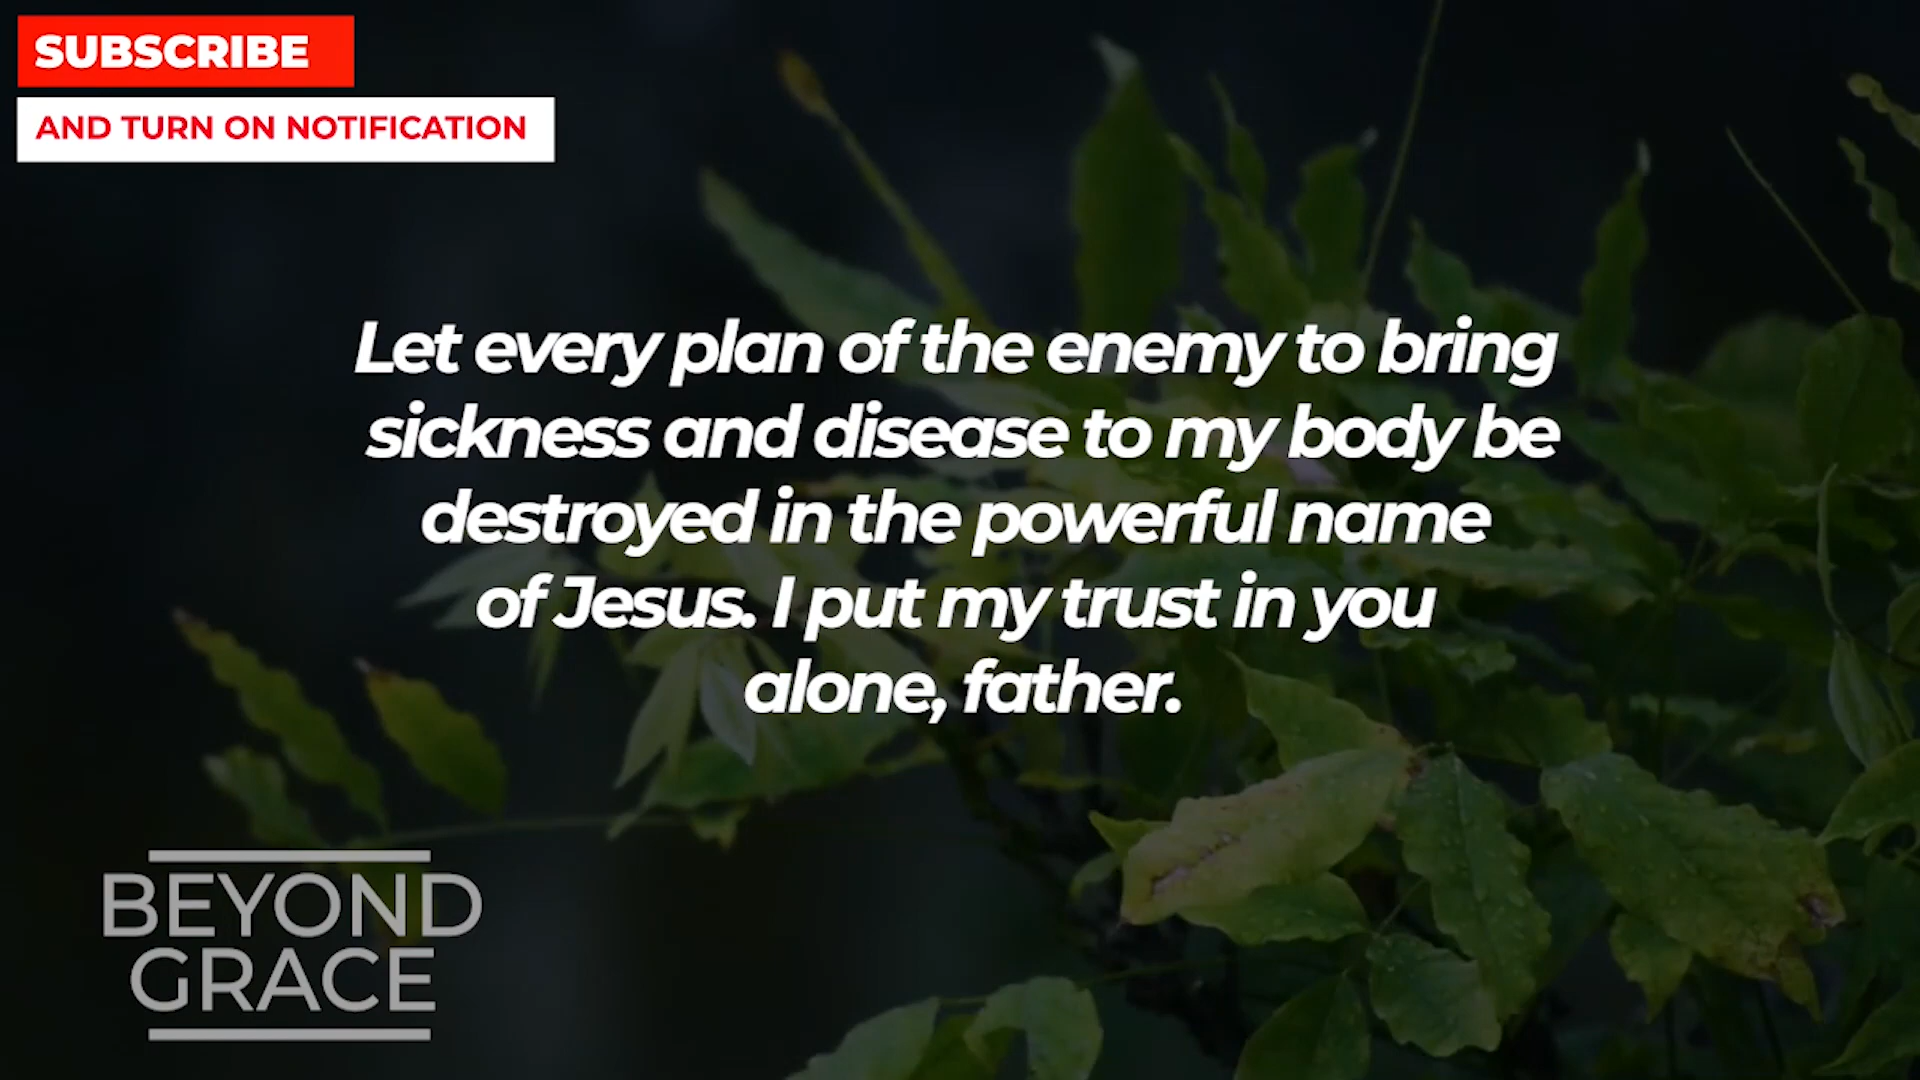 SUBSCRIBE
AND TURN ON NOTIFICATION
Let every plan of the enemy to bring
sickness and disease to my body be
destroyed in the powerful name
of Jesus. I put my trust in you
alone, father.
BEYOND
GRACE